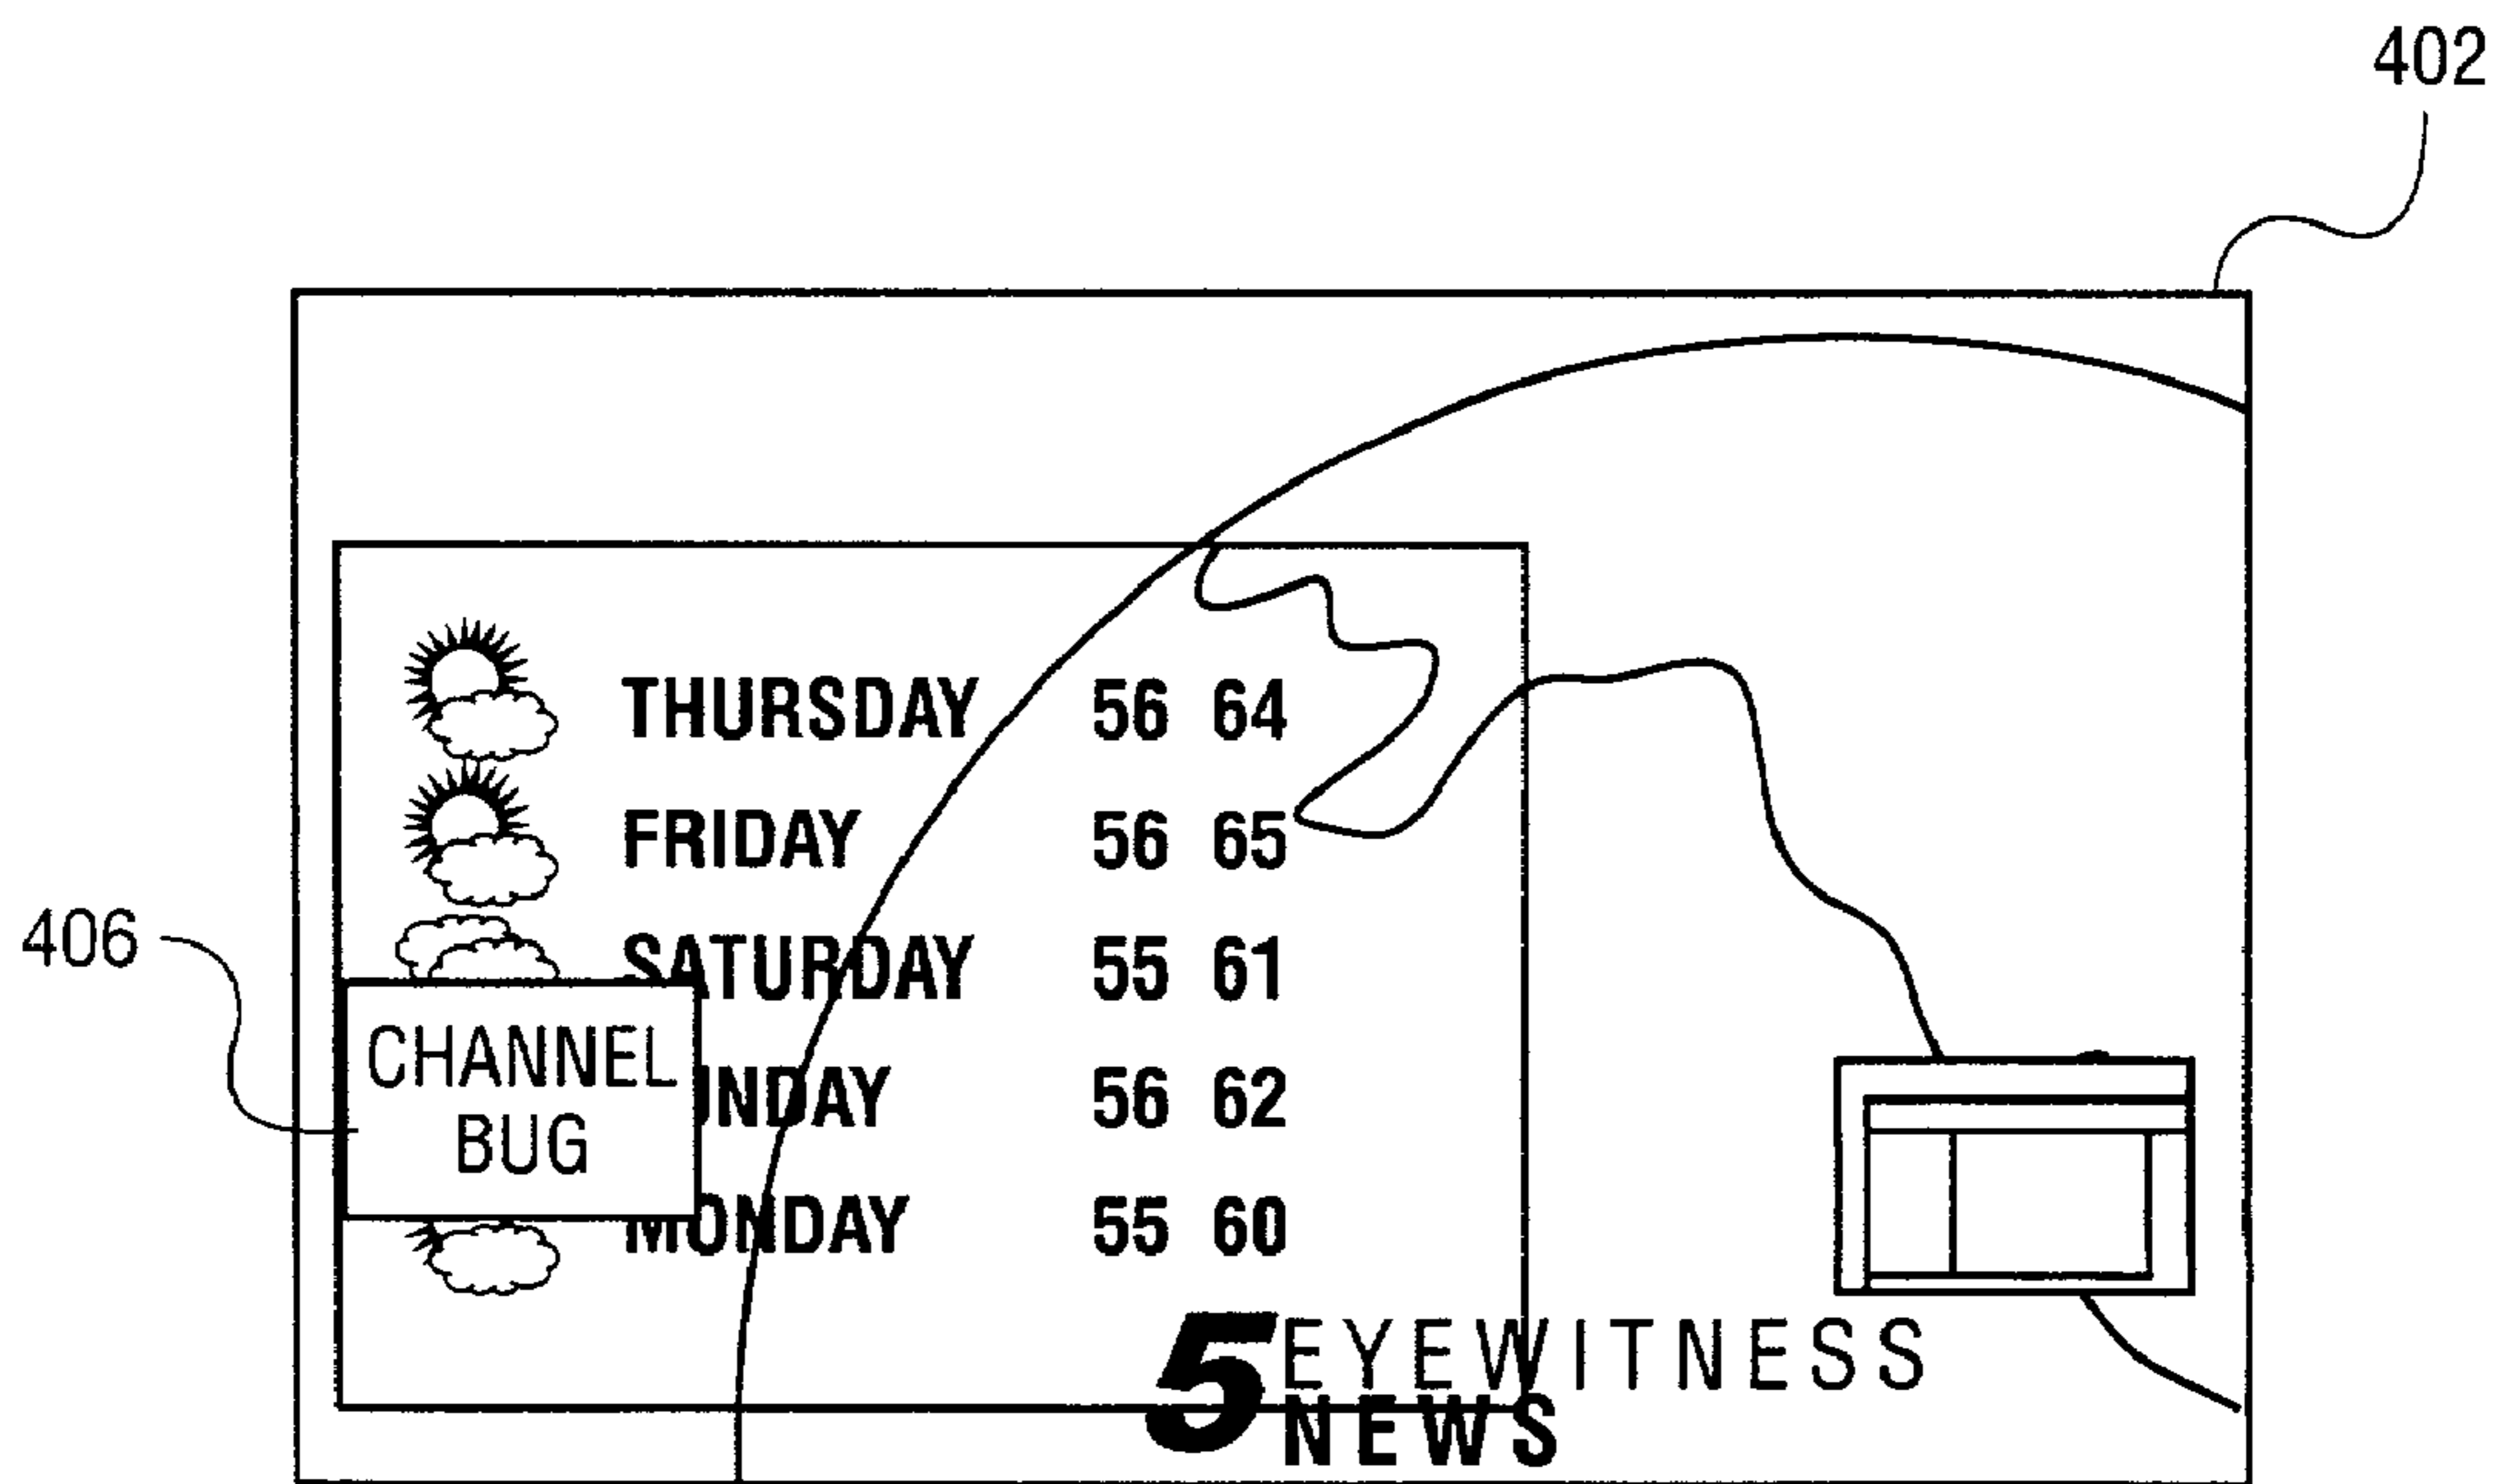 402
THURSDAY 56 64
FRIDAY 56 65
406
SATURDAY 55 61
CHANNEL
BUG
NDAY 56 62
MONDAY 55 60
5 EYEWITNESS
NEWS